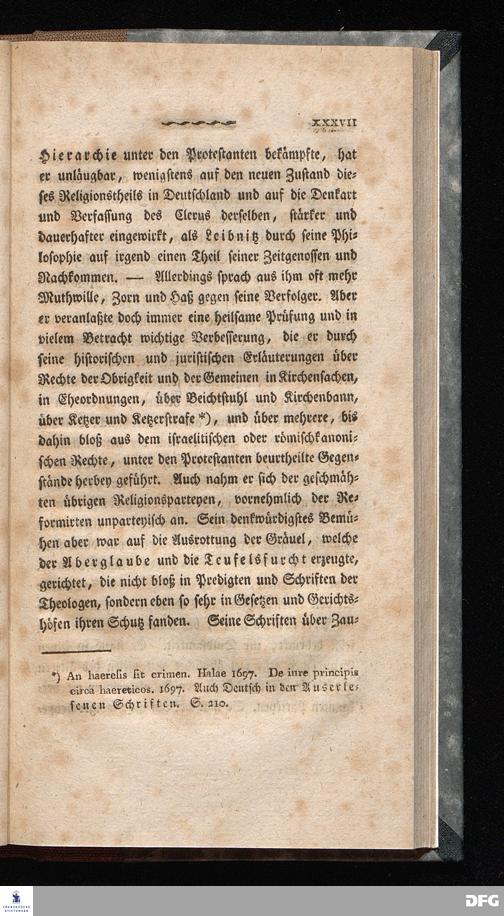 XXXVII
Hierarchie unter den Protestanten bekämpfte, hat
er unläugbar, wenigstens auf den neuen Zustand die-
ses Religionstheils in Deutschland und auf die Denkart
und Verfassung des Clerus derselben, stärker und
dauerhafter eingewirkt, als Leibnitz durch seine Phi-
losophie auf irgend einen Theil seiner Zeitgenossen und
Nachkommen. — Allerdings sprach aus ihm oft mehr
Muthwille, Zorn und Haß gegen seine Verfolger. Aber
er veranlaßte doch immer eine heilsame Prüfung und in
vielem Betracht wichtige Verbesserung, die er durch
seine historischen und juristischen Erläuterungen über
Rechte der Obrigkeit und der Gemeinen in Kirchensachen,
in Eheordnungen, über Beichtstuhl und Kirchenbann,
über Ketzer und Ketzerstrafe *), und über mehrere, bis
dahin bloß aus dem israelitischen oder römischkanoni-
schen Rechte, unter den Protestanten beurtheilte Gegen-
stände herbey geführt. Auch nahm er sich der geschmäh-
ten übrigen Religionspartheyen, vornehmlich der Re-
formirten unparteyisch an. Sein denkwürdigstes Bemü-
hen aber war auf die Ausrottung der Gräuel, welche
der Aberglaube und die Teufelsfurcht erzeugte,
gerichtet, die nicht bloß in Predigten und Schriften der
Theologen, sondern eben so sehr in Gesetzen und Gerichts-
höfen ihren Schutz fanden. Seine Schriften über Zau-
*) An haeresis sit crimen. Halae 1697. De iure principis
circa haereticos. 1697. Auch Deutsch in den Auserle-
senen Schriften. S. 210.
DFG